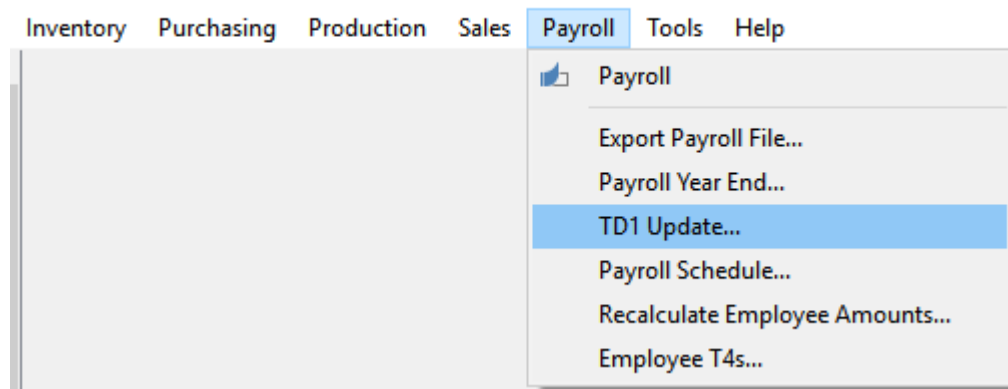 Inventory Purchasing Production Sales Payroll Tools Help
Payroll
Export Payroll File...
Payroll Year End...
TD1 Update...
Payroll Schedule...
Recalculate Employee Amounts...
Employee T4s...